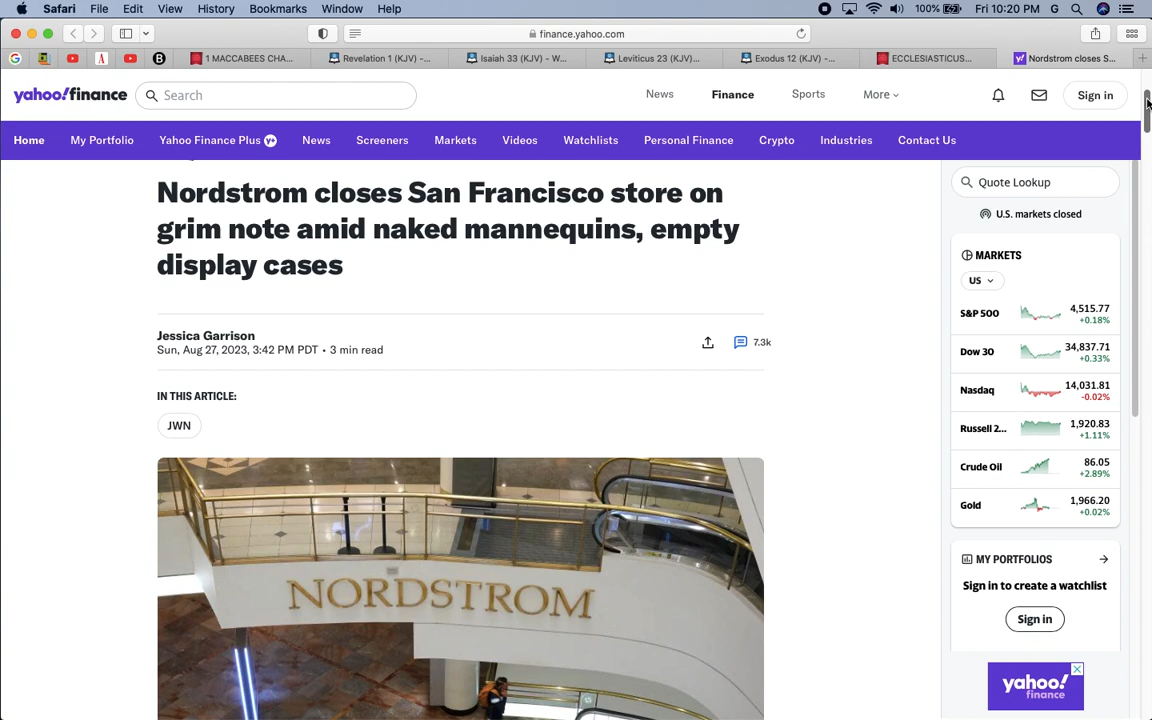 Safari File Edit View History Bookmarks Window Help 100% Fri 10:20 PM G
finance.yahoo.com
G A B 1 MACCABEES CHA... Revelation 1 (KJV) –... Isaiah 33 (KJV) - W... Leviticus 23 (KJV)... Exodus 12 (KJV) -... ECCLESIASTICUS... y! Nordstrom closes S...
yahoo!finance Search News Finance Sports More Sign in
Home My Portfolio Yahoo Finance Plus y+ News Screeners Markets Videos Watchlists Personal Finance Crypto Industries Contact Us
Nordstrom closes San Francisco store on
grim note amid naked mannequins, empty
display cases
Jessica Garrison
Sun, Aug 27, 2023, 3:42 PM PDT • 3 min read
7.3k
IN THIS ARTICLE:
JWN
NORDSTROM
Quote Lookup
U.S. markets closed
MARKETS
US
S&P 500 4,515.77
+0.18%
Dow 30 34,837.71
+0.33%
Nasdaq 14,031.81
-0.02%
Russell 2... 1,920.83
+1.11%
Crude Oil 86.05
+2.89%
Gold 1,966.20
+0.02%
MY PORTFOLIOS
Sign in to create a watchlist
Sign in
yahoo!
finance